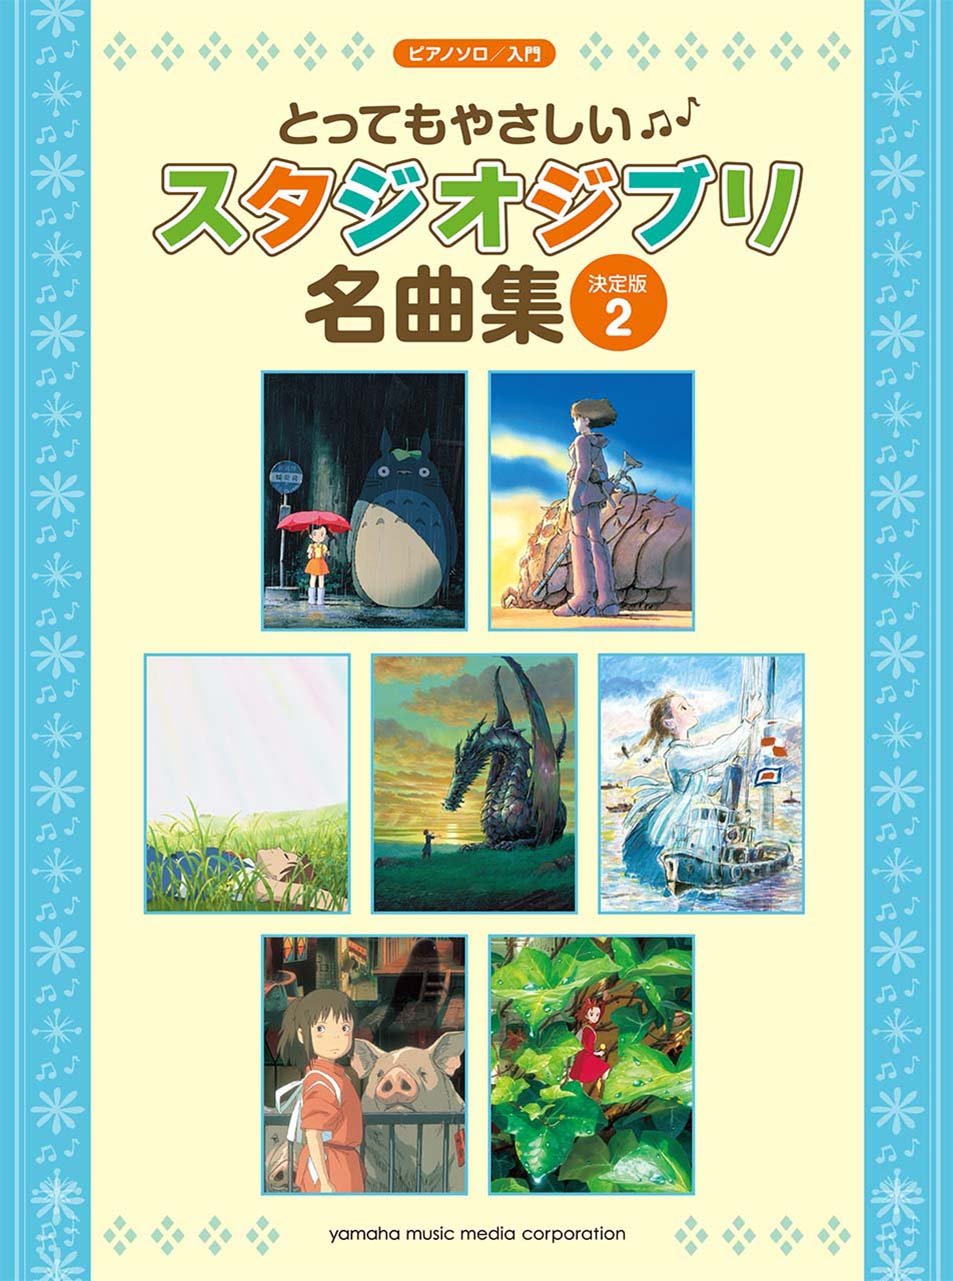 ピアノソロ／入門
とってもやさしい
スタジオジブリ
名曲集
決定版
2
yamaha music media corporation